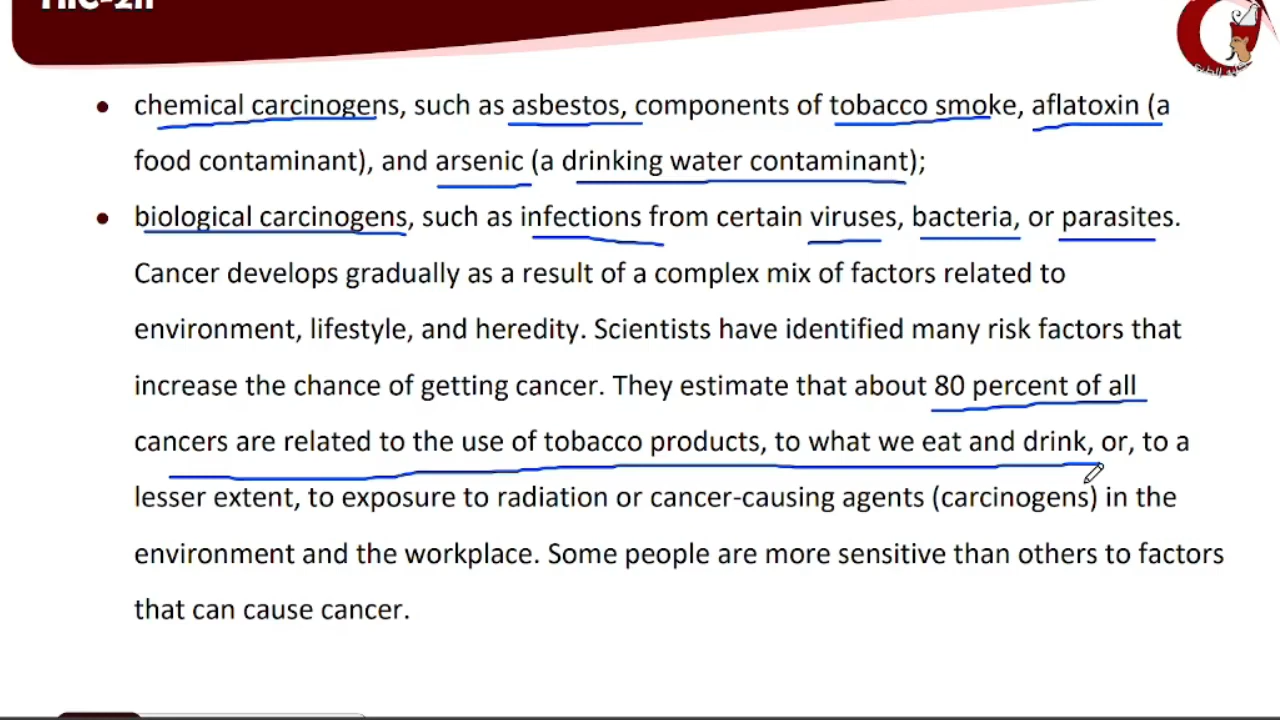 • chemical carcinogens, such as asbestos, components of tobacco smoke, aflatoxin (a
food contaminant), and arsenic (a drinking water contaminant);
• biological carcinogens, such as infections from certain viruses, bacteria, or parasites.
Cancer develops gradually as a result of a complex mix of factors related to
environment, lifestyle, and heredity. Scientists have identified many risk factors that
increase the chance of getting cancer. They estimate that about 80 percent of all
cancers are related to the use of tobacco products, to what we eat and drink, or, to a
lesser extent, to exposure to radiation or cancer-causing agents (carcinogens) in the
environment and the workplace. Some people are more sensitive than others to factors
that can cause cancer.